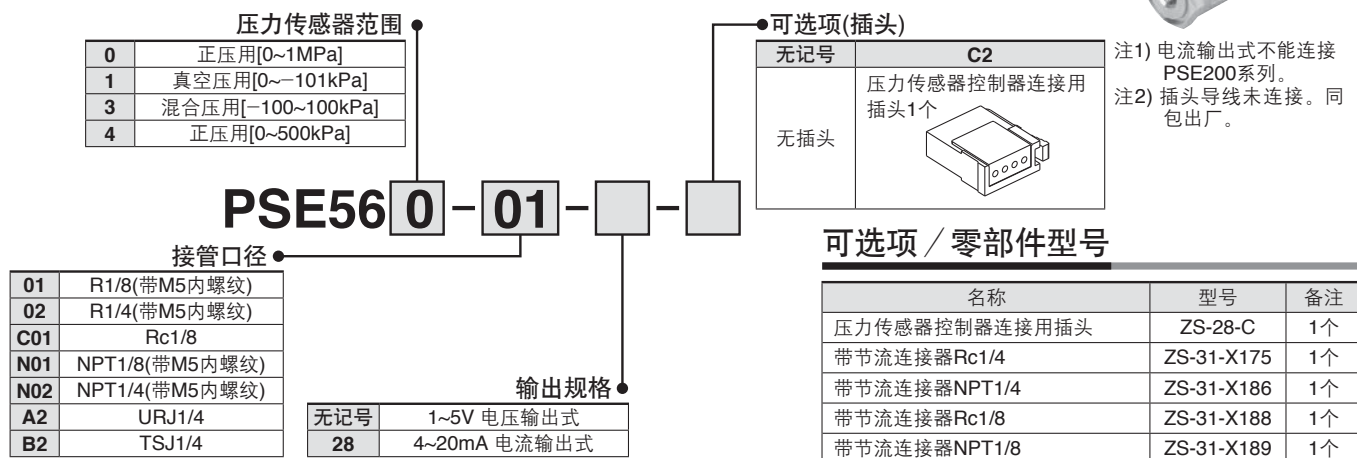 压力传感器范围
0 正压用[0~1MPa]
1 真空压用[0~−101kPa]
3 混合压用[−100~100kPa]
4 正压用[0~500kPa]
可选项(插头)
无记号 C2
无插头 压力传感器控制器连接用
插头1个
注1) 电流输出式不能连接
PSE200系列。
注2) 插头导线未连接。同
包出厂。
PSE56 0 - 01 - -
接管口径
01 R1/8(带M5内螺纹)
02 R1/4(带M5内螺纹)
C01 Rc1/8
N01 NPT1/8(带M5内螺纹)
N02 NPT1/4(带M5内螺纹)
A2 URJ1/4
B2 TSJ1/4
输出规格
无记号 1~5V 电压输出式
28 4~20mA 电流输出式
可选项／零部件型号
名称 型号 备注
压力传感器控制器连接用插头 ZS-28-C 1个
带节流连接器Rc1/4 ZS-31-X175 1个
带节流连接器NPT1/4 ZS-31-X186 1个
带节流连接器Rc1/8 ZS-31-X188 1个
带节流连接器NPT1/8 ZS-31-X189 1个